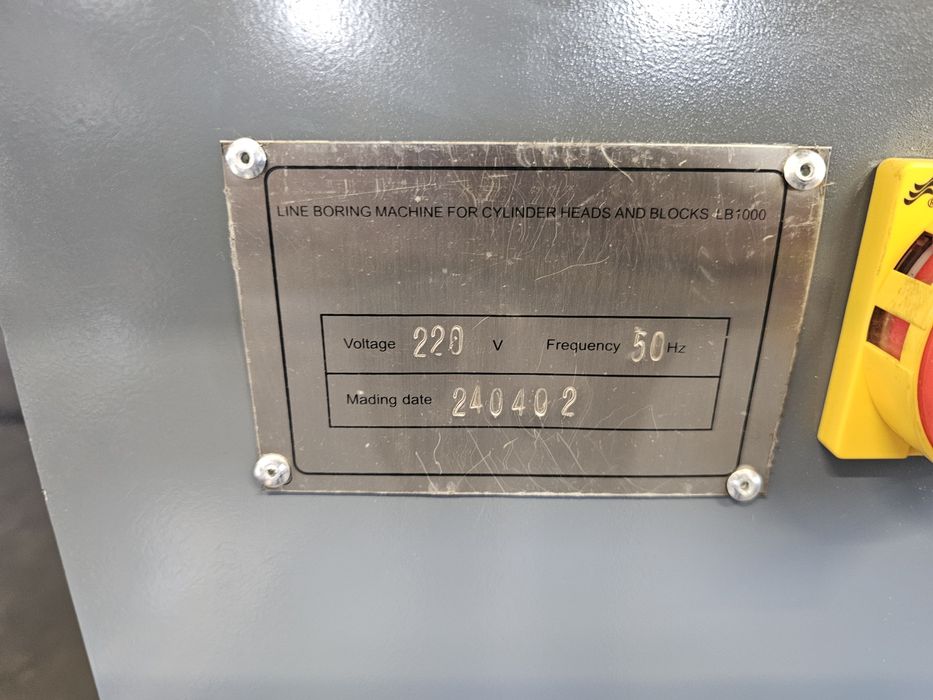 LINE BORING MACHINE FOR CYLINDER HEADS AND BLOCKS LB1000
Voltage 220 V Frequency 50 Hz
Mading date 240402
®